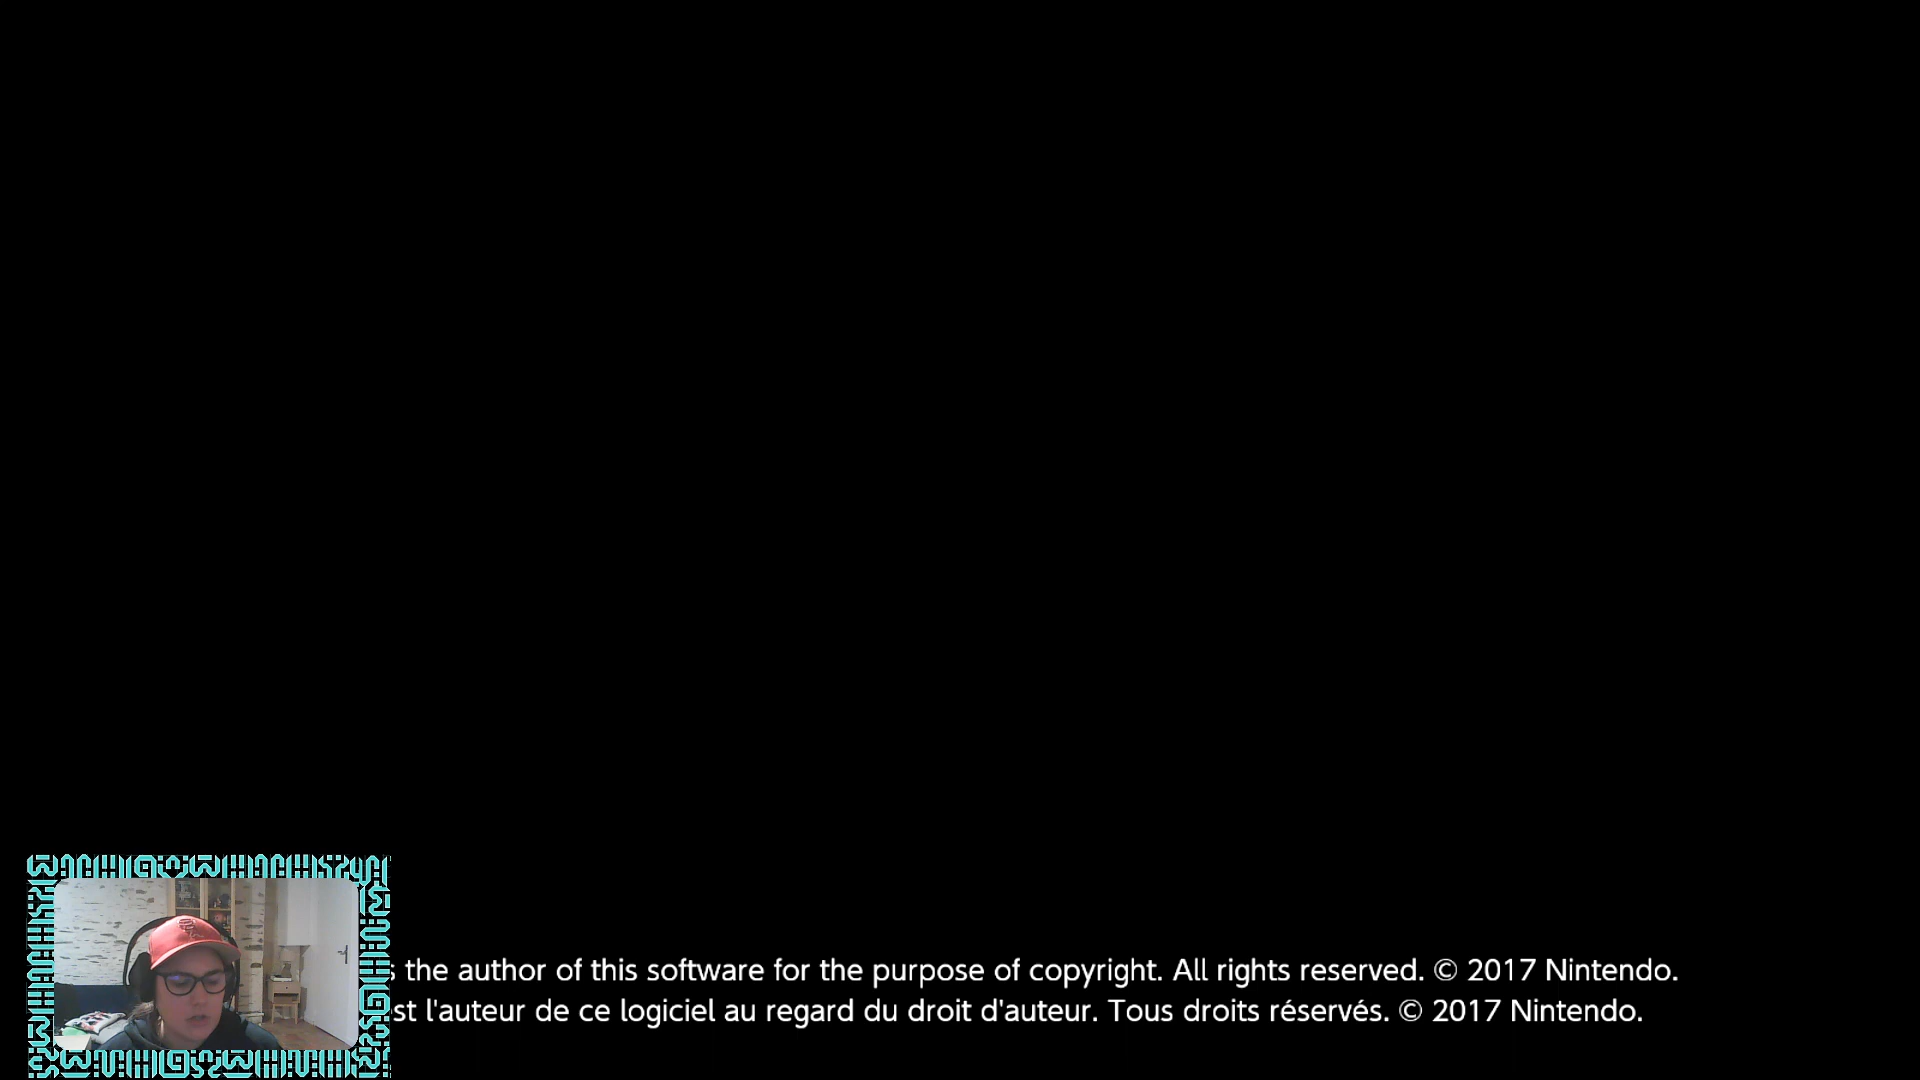 the author of this software for the purpose of copyright. All rights reserved. © 2017 Nintendo.
l'auteur de ce logiciel au regard du droit d'auteur. Tous droits réservés. © 2017 Nintendo.